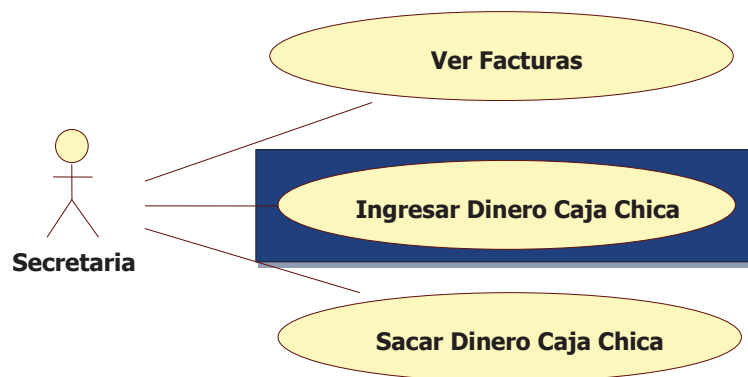 Ver Facturas
Ingresar Dinero Caja Chica
Secretaria
Sacar Dinero Caja Chica